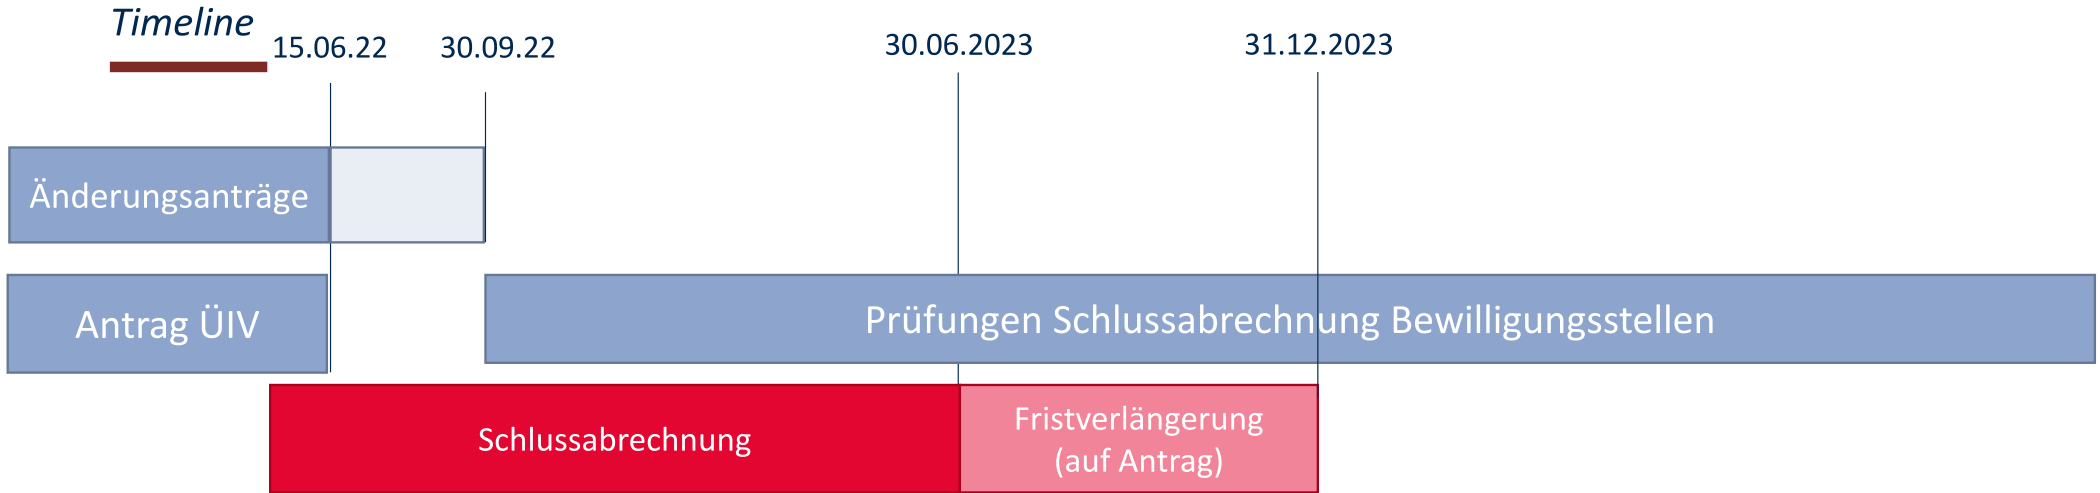 Timeline
15.06.22
30.09.22
30.06.2023
31.12.2023
Änderungsanträge
Antrag ÜIV
Prüfungen Schlussabrechnung Bewilligungsstellen
Schlussabrechnung
Fristverlängerung
(auf Antrag)